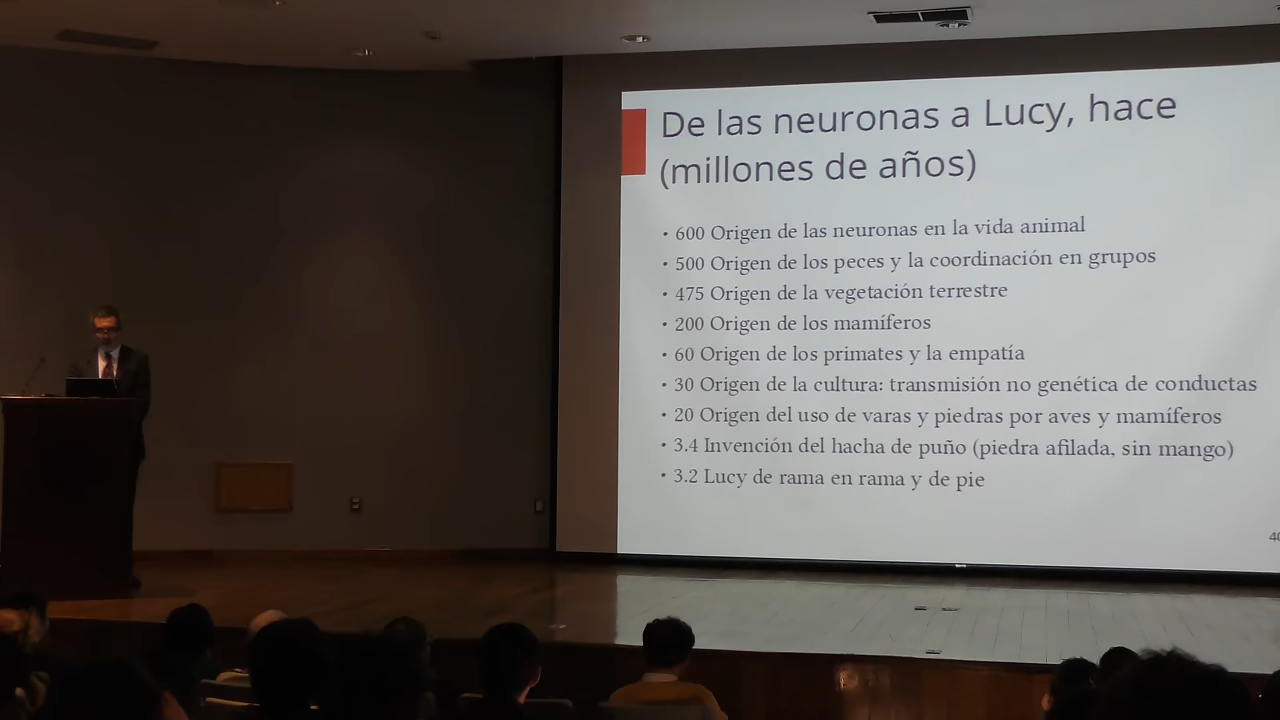 De las neuronas a Lucy, hace
(millones de años)
• 600 Origen de las neuronas en la vida animal
• 500 Origen de los peces y la coordinación en grupos
• 475 Origen de la vegetación terrestre
• 200 Origen de los mamíferos
• 60 Origen de los primates y la empatía
• 30 Origen de la cultura: transmisión no genética de conductas
• 20 Origen del uso de varas y piedras por aves y mamíferos
• 3.4 Invención del hacha de puño (piedra afilada, sin mango)
• 3.2 Lucy de rama en rama y de pie
40